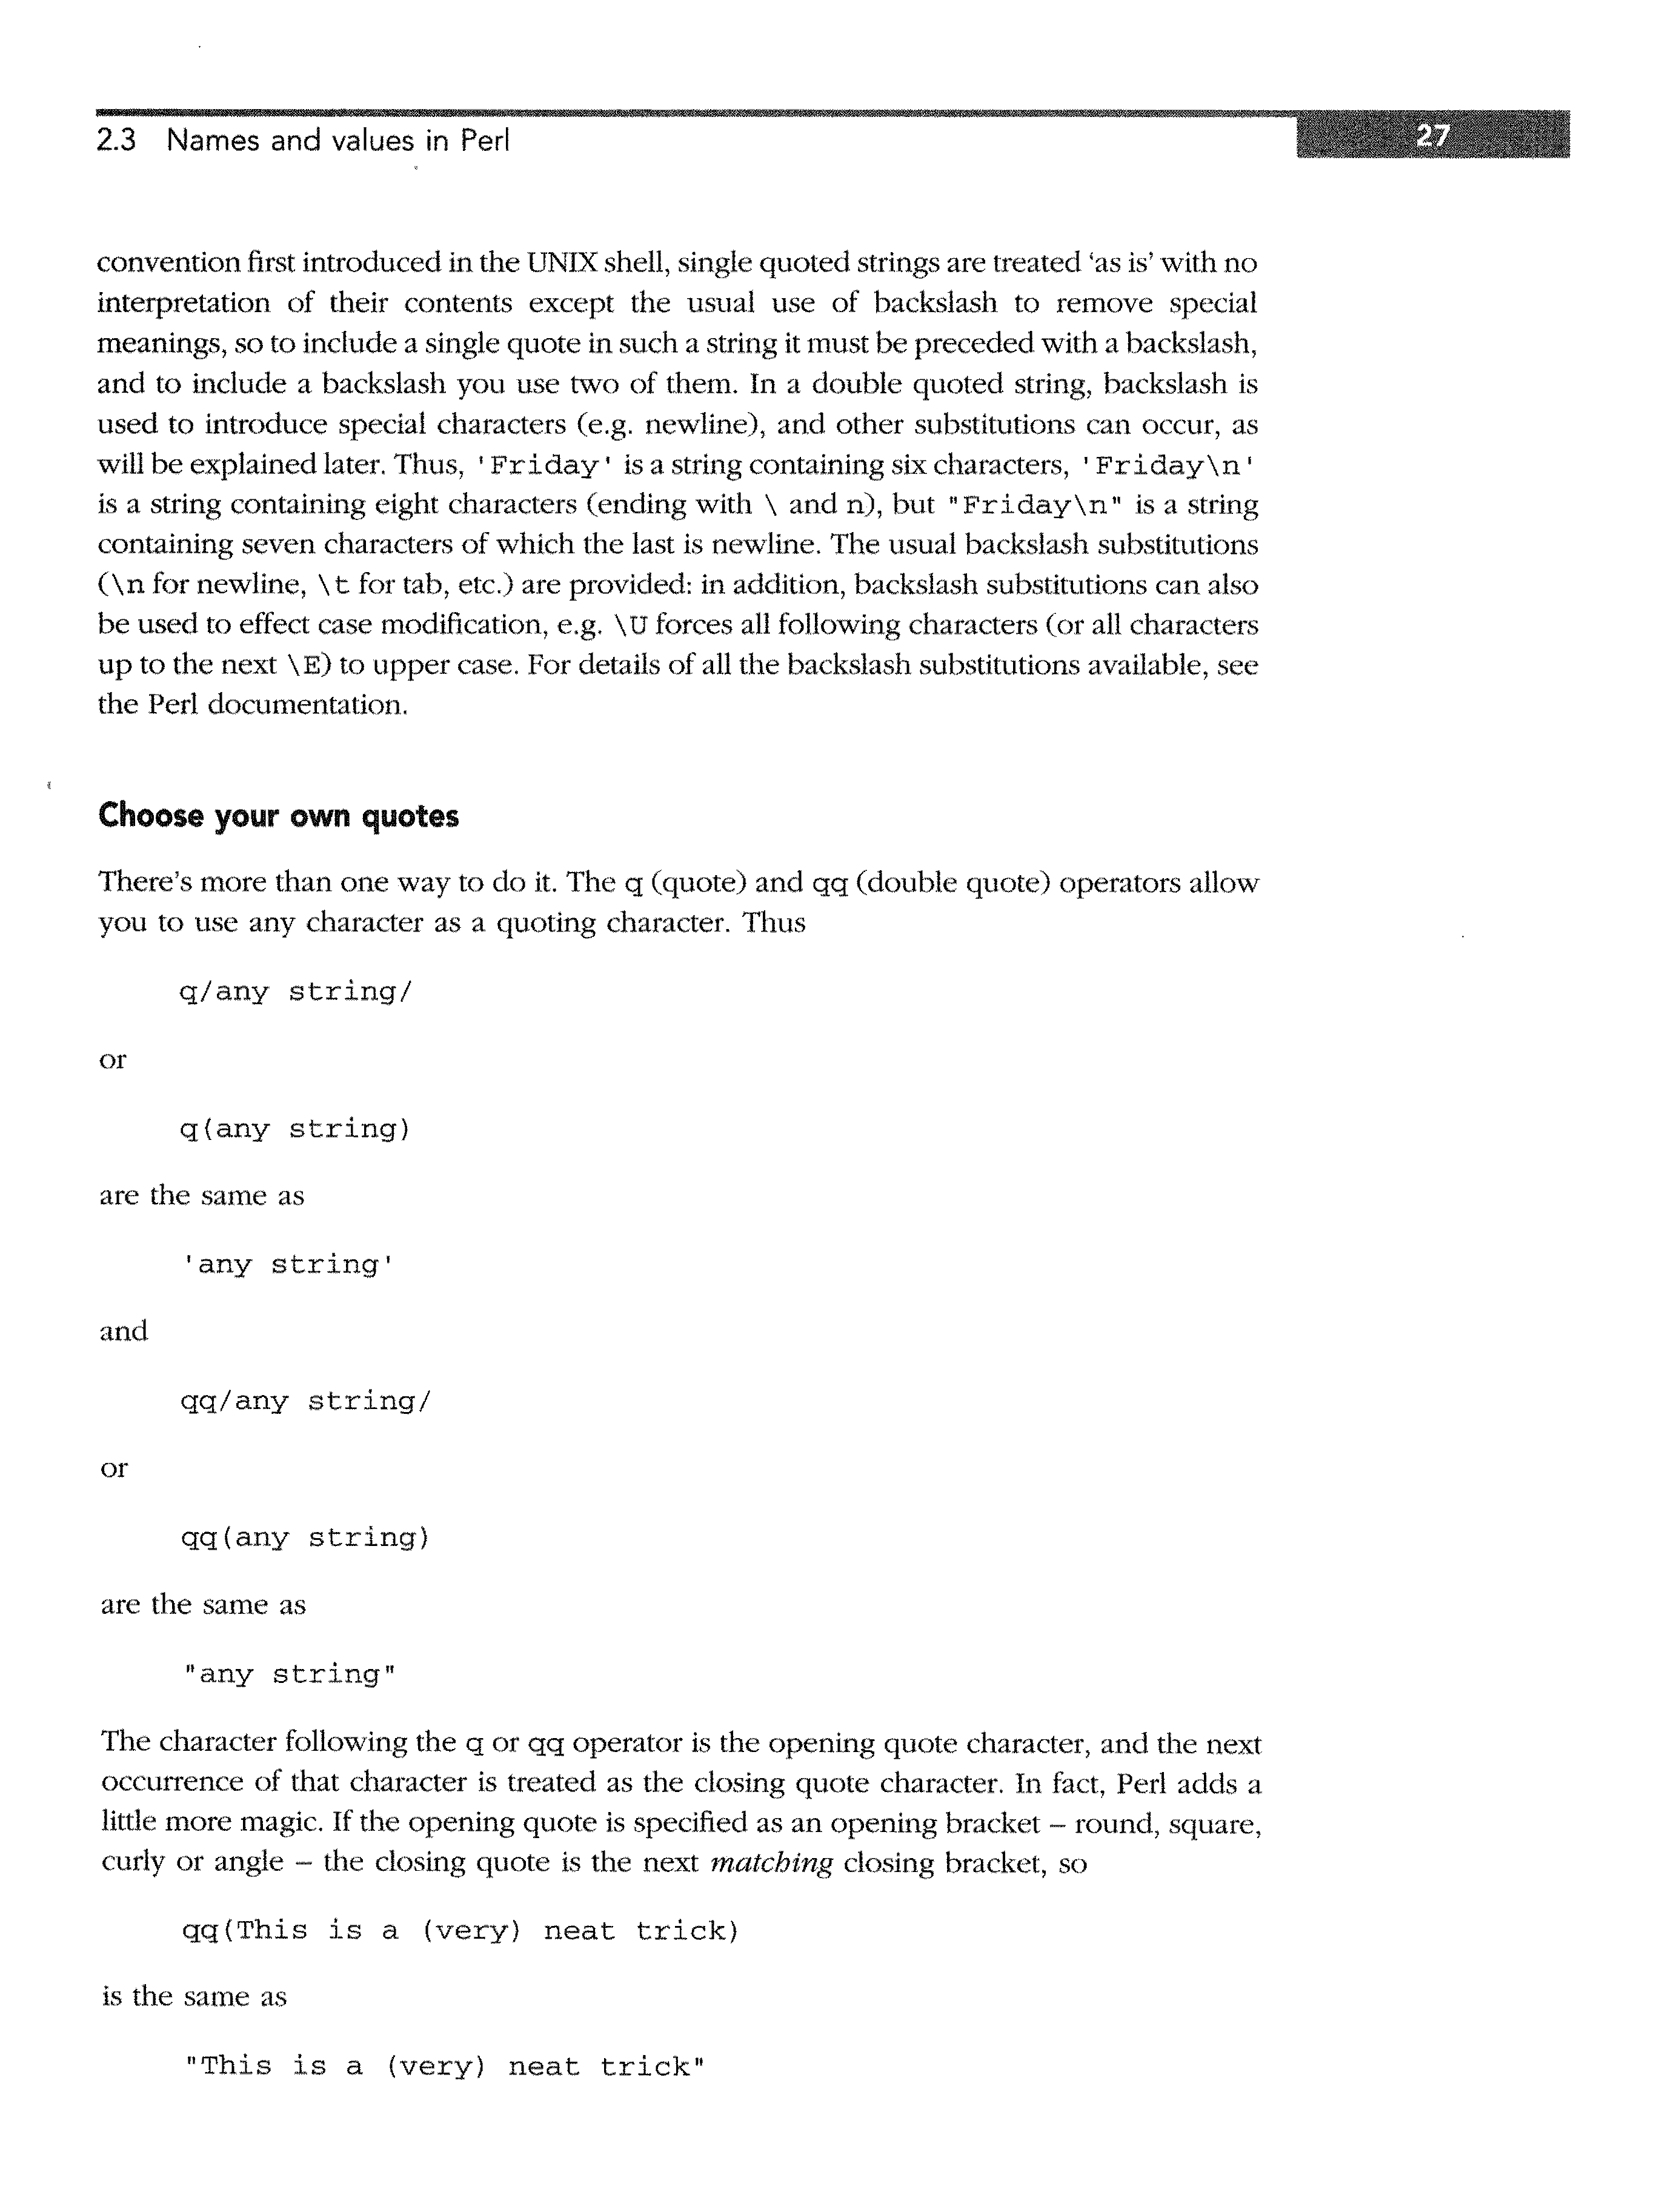 2.3 Names and values in Perl
27
convention first introduced in the UNIX shell, single quoted strings are treated ‘as is’ with no
interpretation of their contents except the usual use of backslash to remove special
meanings, so to include a single quote in such a string it must be preceded with a backslash,
and to include a backslash you use two of them. In a double quoted string, backslash is
used to introduce special characters (e.g. newline), and other substitutions can occur, as
will be explained later. Thus, 'Friday' is a string containing six characters, 'Friday\n'
is a string containing eight characters (ending with \ and n), but "Friday\n" is a string
containing seven characters of which the last is newline. The usual backslash substitutions
(\n for newline, \t for tab, etc.) are provided: in addition, backslash substitutions can also
be used to effect case modification, e.g. \U forces all following characters (or all characters
up to the next \E) to upper case. For details of all the backslash substitutions available, see
the Perl documentation.
Choose your own quotes
There’s more than one way to do it. The q (quote) and qq (double quote) operators allow
you to use any character as a quoting character. Thus
q/any string/
or
q(any string)
are the same as
'any string'
and
qq/any string/
or
qq(any string)
are the same as
"any string"
The character following the q or qq operator is the opening quote character, and the next
occurrence of that character is treated as the closing quote character. In fact, Perl adds a
little more magic. If the opening quote is specified as an opening bracket – round, square,
curly or angle – the closing quote is the next matching closing bracket, so
qq(This is a (very) neat trick)
is the same as
"This is a (very) neat trick"